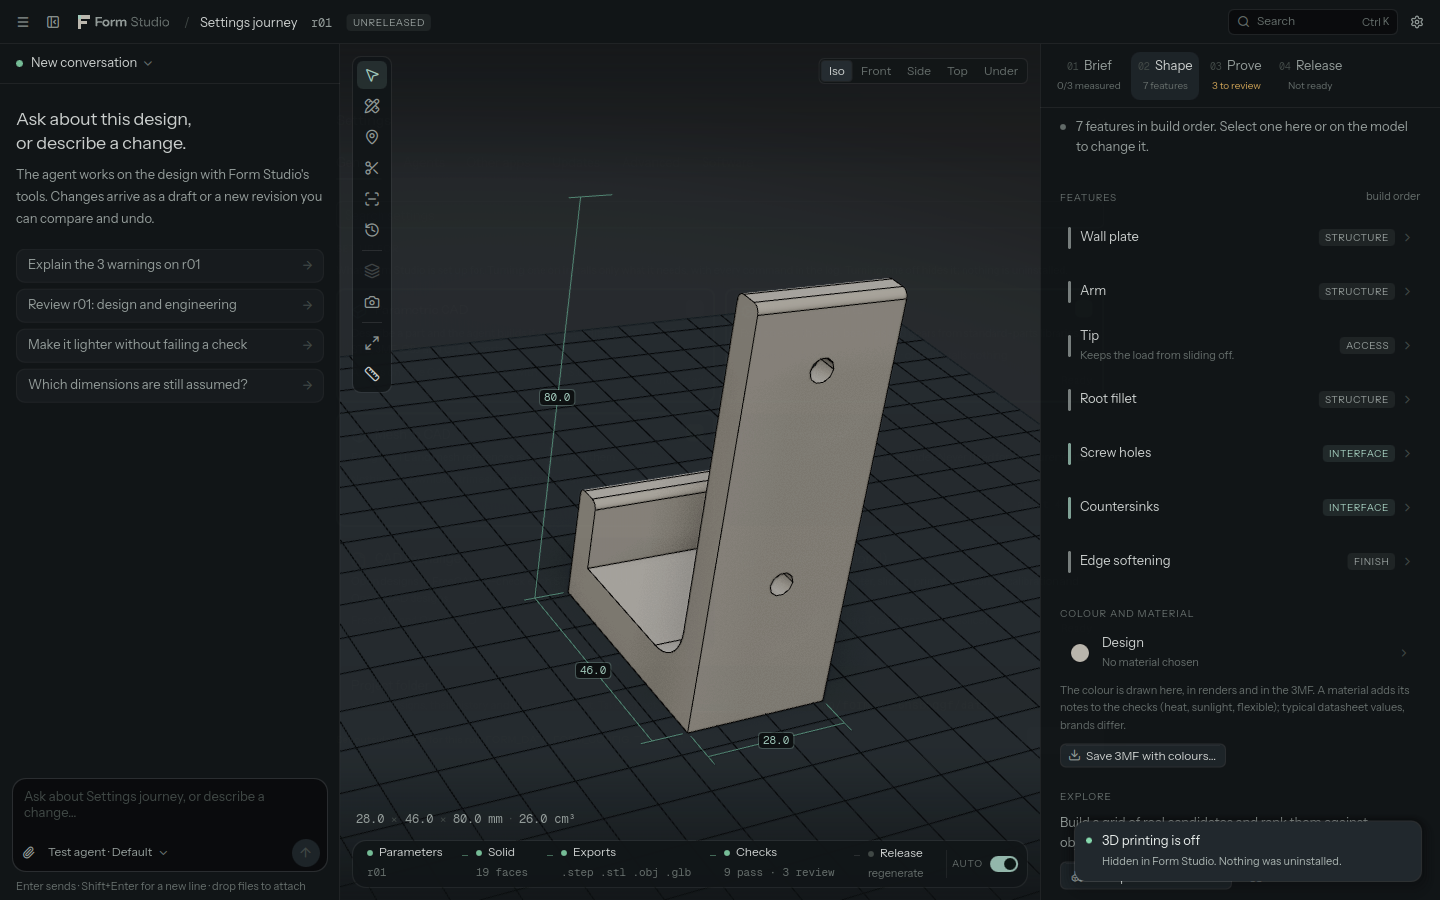 Form Studio / Settings journey r01 UNRELEASED
Search Ctrl K
New conversation
Ask about this design,
or describe a change.
The agent works on the design with Form Studio's
tools. Changes arrive as a draft or a new revision you
can compare and undo.
Explain the 3 warnings on r01
Review r01: design and engineering
Make it lighter without failing a check
Which dimensions are still assumed?
Ask about Settings journey, or describe a
change...
Test agent · Default
Enter sends · Shift+Enter for a new line · drop files to attach
Iso Front Side Top Under
80.0
46.0
28.0
28.0 × 46.0 × 80.0 mm · 26.0 cm³
Parameters
r01
Solid
19 faces
Exports
.step .stl .obj .glb
Checks
9 pass · 3 review
Release
regenerate
AUTO
01 Brief
0/3 measured
02 Shape
7 features
03 Prove
3 to review
04 Release
Not ready
7 features in build order. Select one here or on the model
to change it.
FEATURES build order
Wall plate STRUCTURE
Arm STRUCTURE
Tip ACCESS
Keeps the load from sliding off.
Root fillet STRUCTURE
Screw holes INTERFACE
Countersinks INTERFACE
Edge softening FINISH
COLOUR AND MATERIAL
Design
No material chosen
The colour is drawn here, in renders and in the 3MF. A material adds its
notes to the checks (heat, sunlight, flexible); typical datasheet values,
brands differ.
Save 3MF with colours...
EXPLORE
Build a grid of real candidates and rank them against
3D printing is off
Hidden in Form Studio. Nothing was uninstalled.